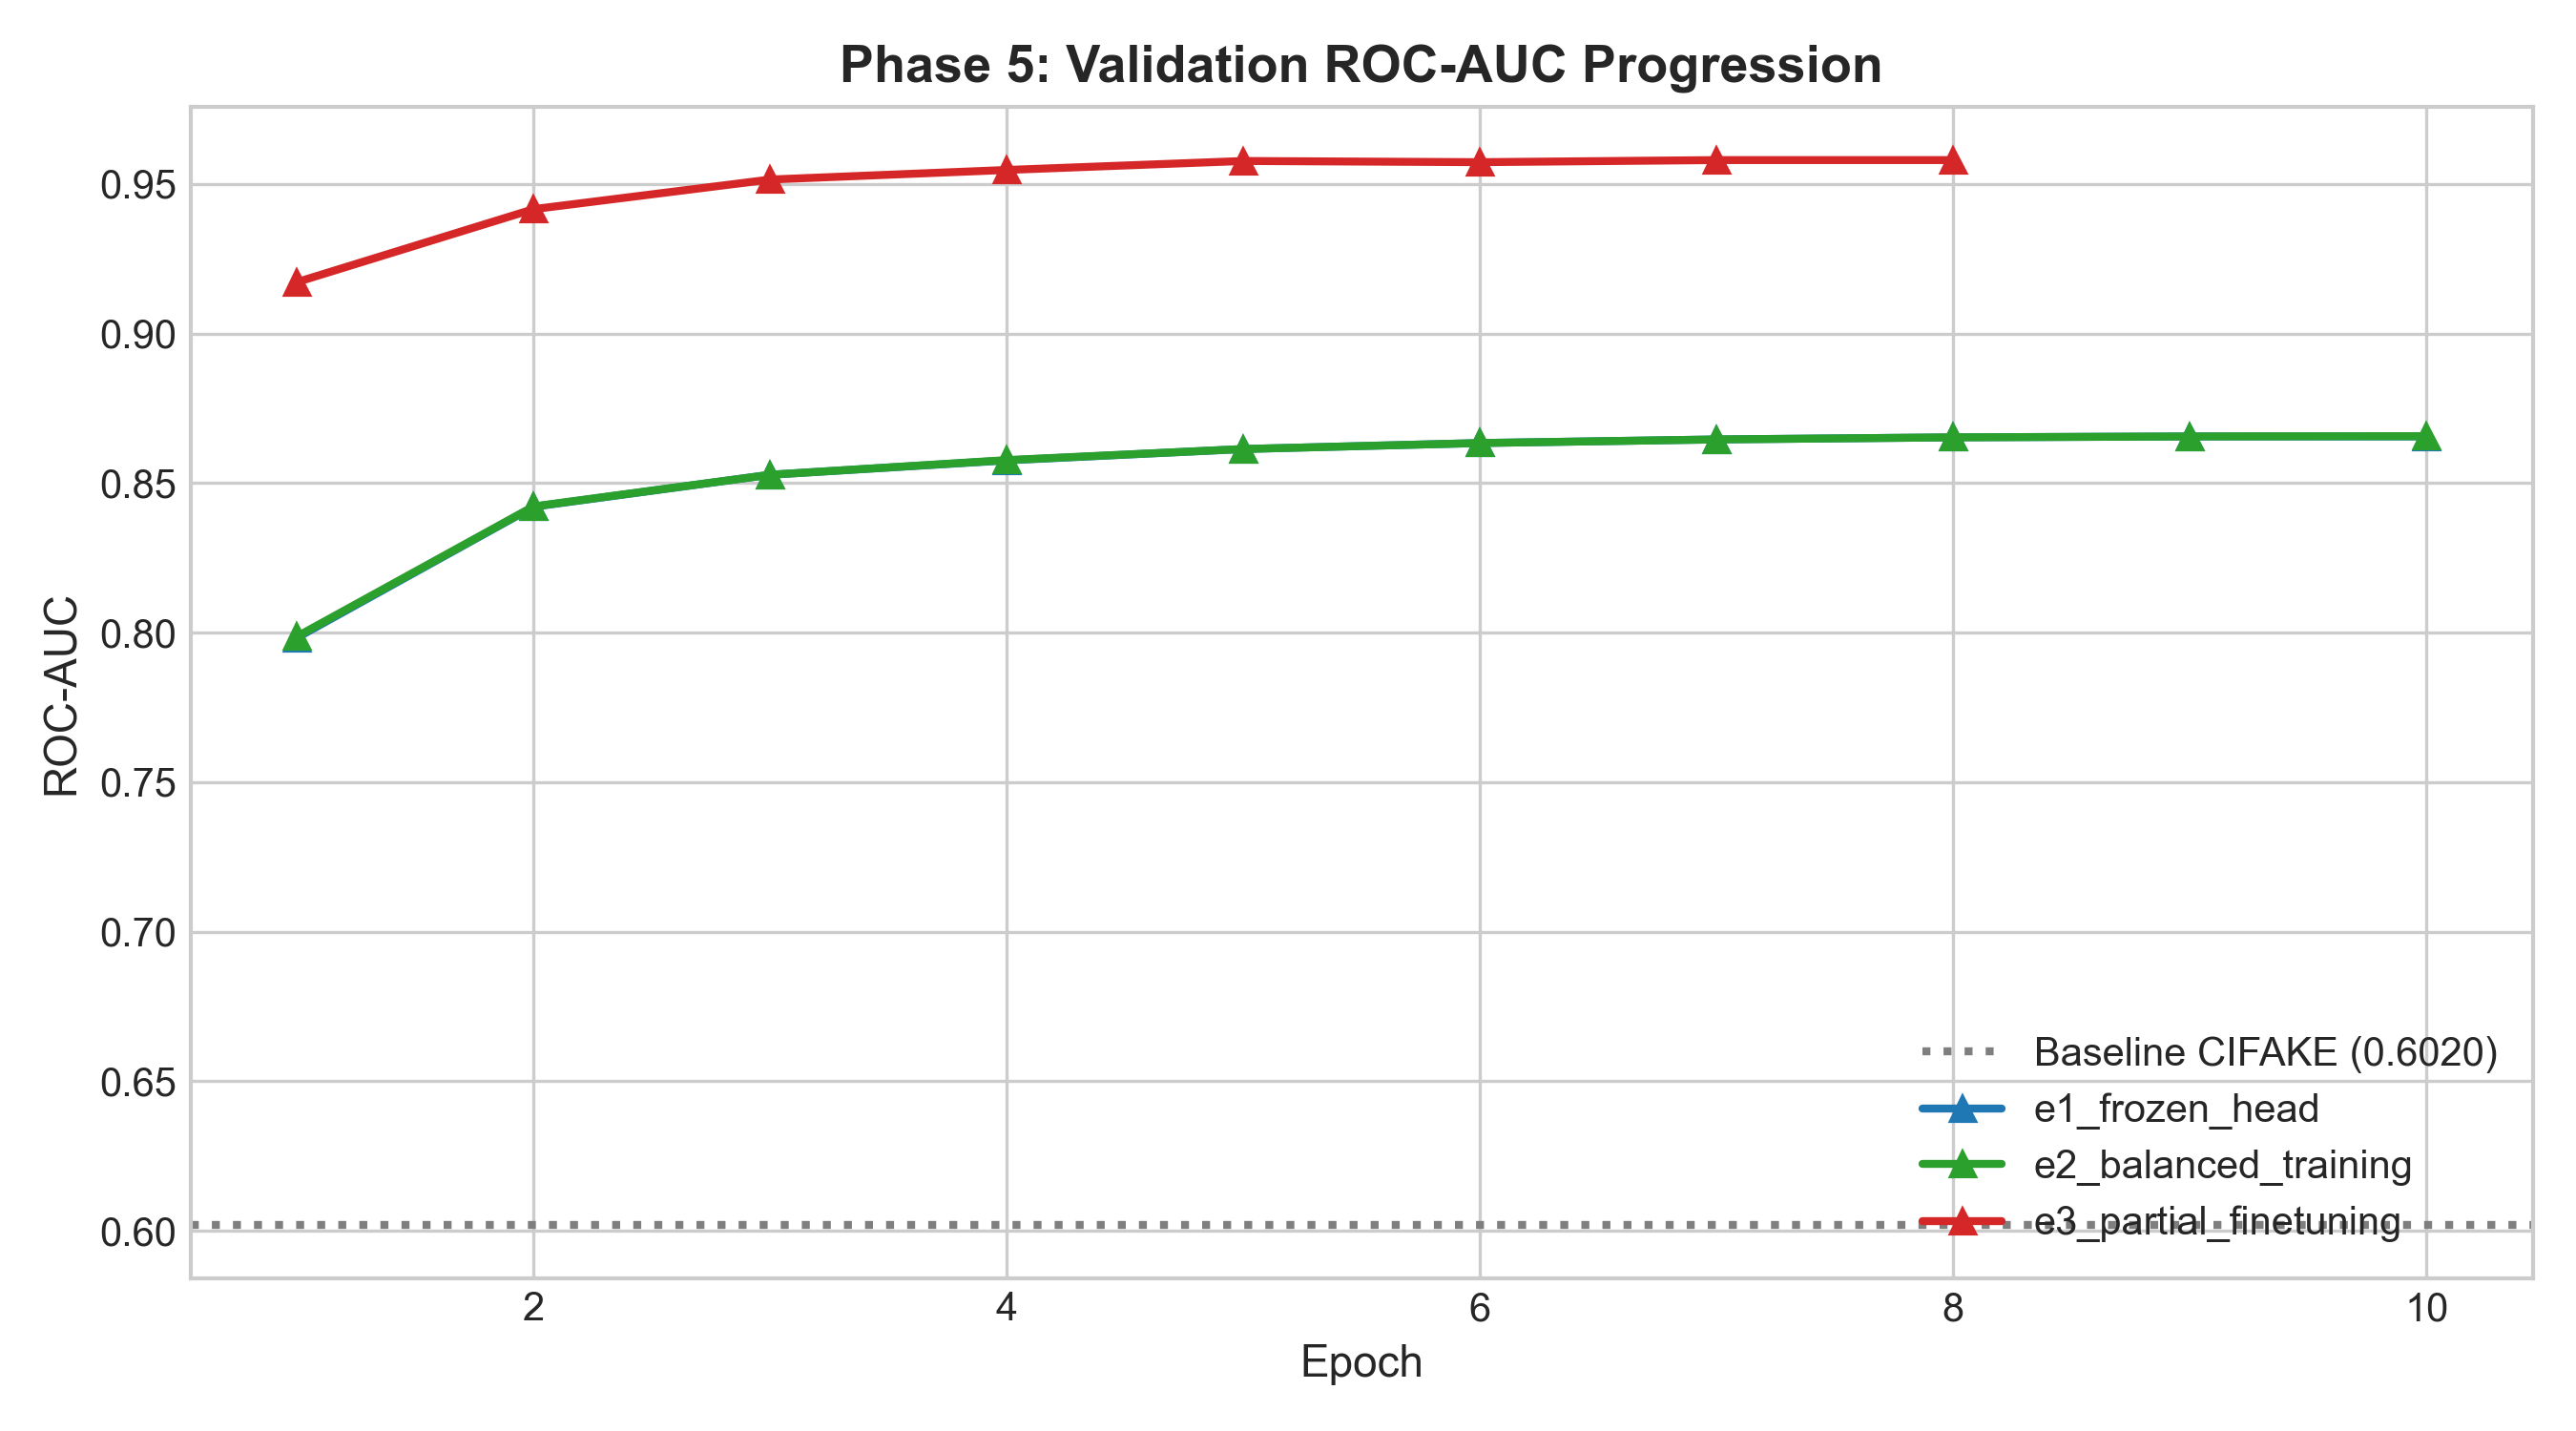 Phase 5: Validation ROC-AUC Progression
ROC-AUC
0.95
0.90
0.85
0.80
0.75
0.70
0.65
0.60
Baseline CIFAKE (0.6020)
e1_frozen_head
e2_balanced_training
e3_partial_finetuning
2 4 6 8 10
Epoch